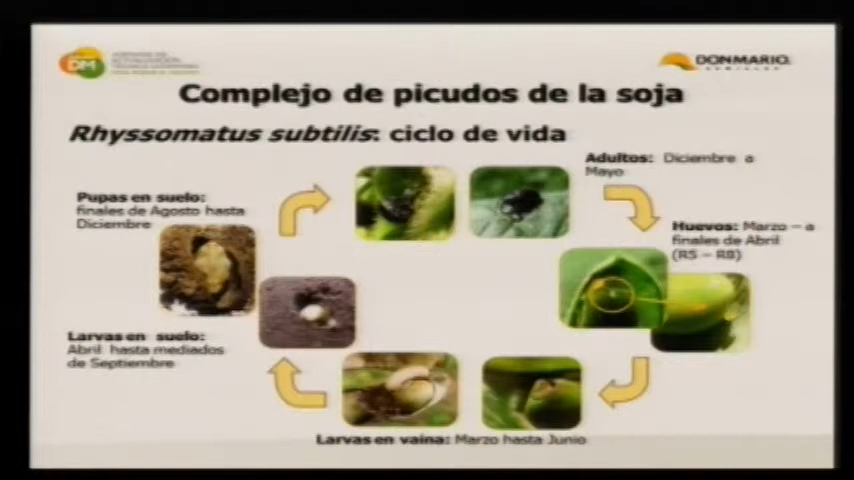 DM
DONMARIO
SEMILLAS
Complejo de picudos de la soja
Rhyssomatus subtilis: ciclo de vida
Adultos: Diciembre a
Mayo
Pupas en suelo:
finales de Agosto hasta
Diciembre
Huevos: Marzo – a
finales de Abril
(R5 – R8)
Larvas en suelo:
Abril hasta mediados
de Septiembre
Larvas en vaina: Marzo hasta Junio